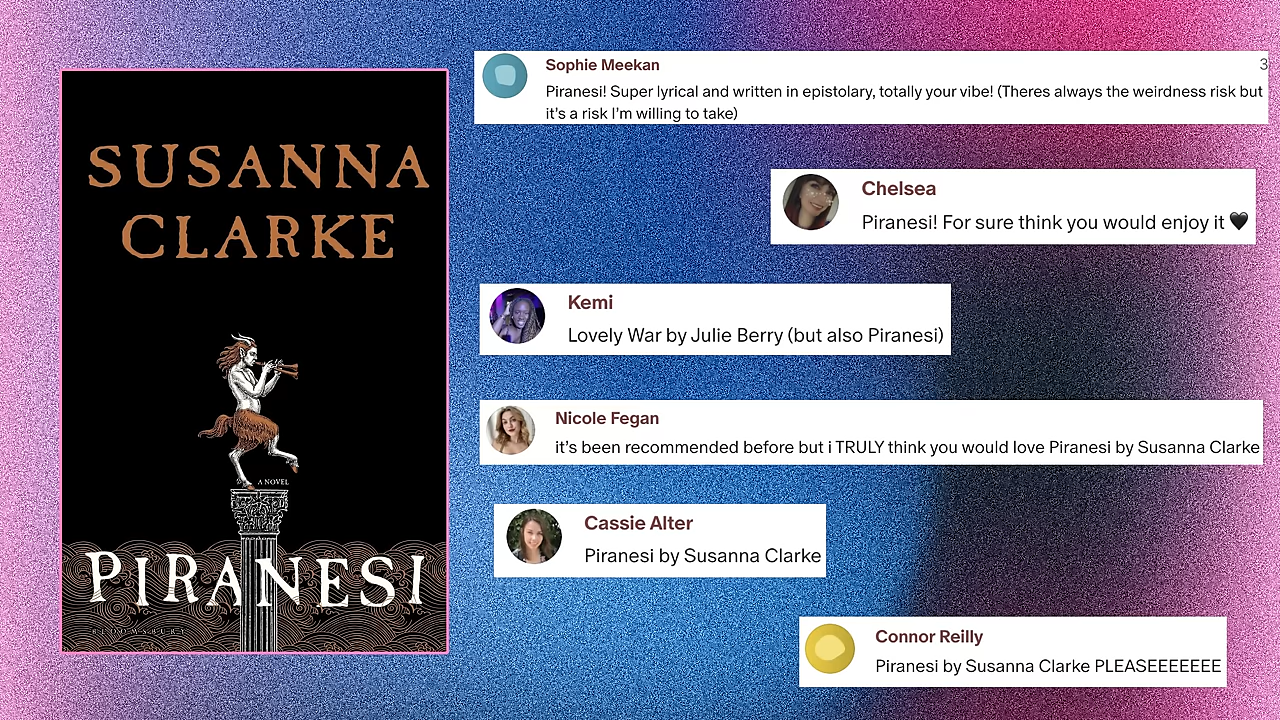 SUSANNA
CLARKE
A NOVEL
PIRANESI
BLOOMSBURY
Sophie Meekan
3
Piranesi! Super lyrical and written in epistolary, totally your vibe! (Theres always the weirdness risk but
it's a risk I'm willing to take)
Chelsea
Piranesi! For sure think you would enjoy it 🖤
Kemi
Lovely War by Julie Berry (but also Piranesi)
Nicole Fegan
it's been recommended before but i TRULY think you would love Piranesi by Susanna Clarke
Cassie Alter
Piranesi by Susanna Clarke
Connor Reilly
Piranesi by Susanna Clarke PLEASEEEEEEE